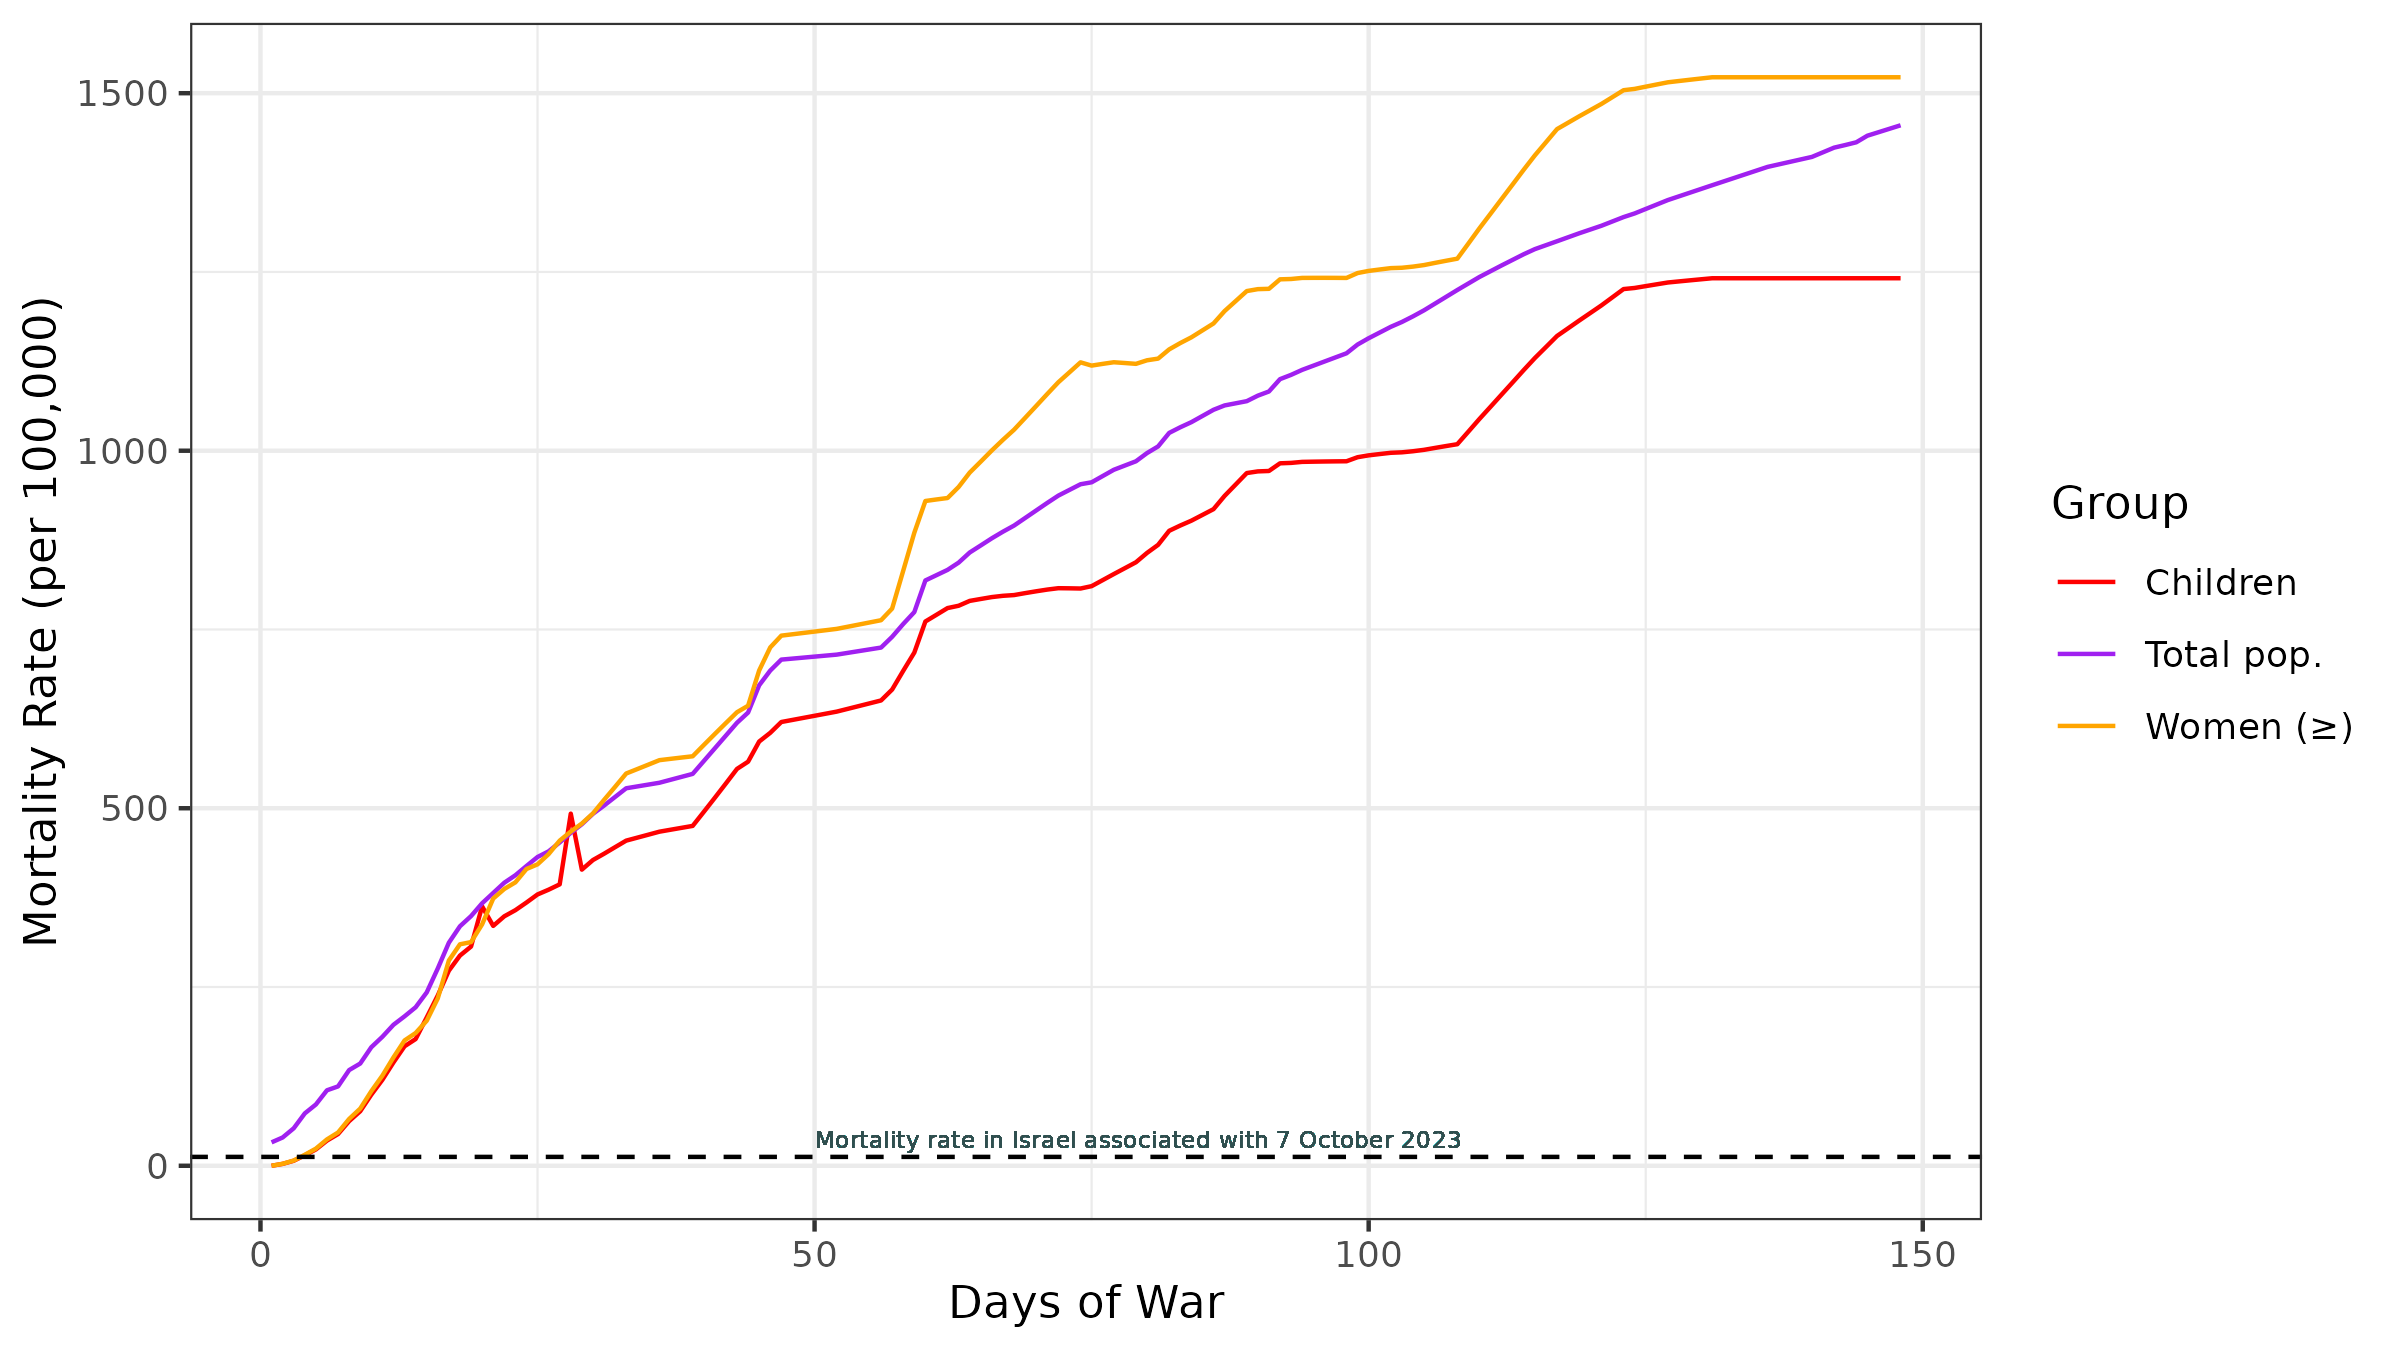 Mortality Rate (per 100,000)
1500
1000
500
0
Mortality rate in Israel associated with 7 October 2023
0 50 100 150
Days of War
Group
Children
Total pop.
Women (≥)